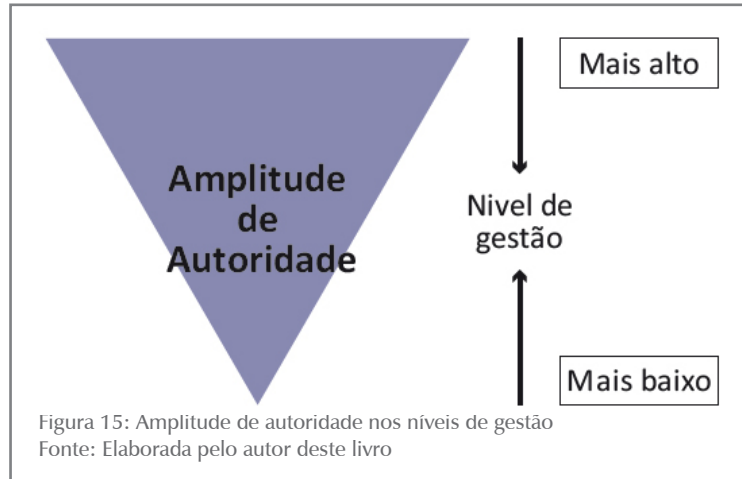 Mais alto
Amplitude
de
Autoridade
Nivel de
gestão
Mais baixo
Figura 15: Amplitude de autoridade nos níveis de gestão
Fonte: Elaborada pelo autor deste livro